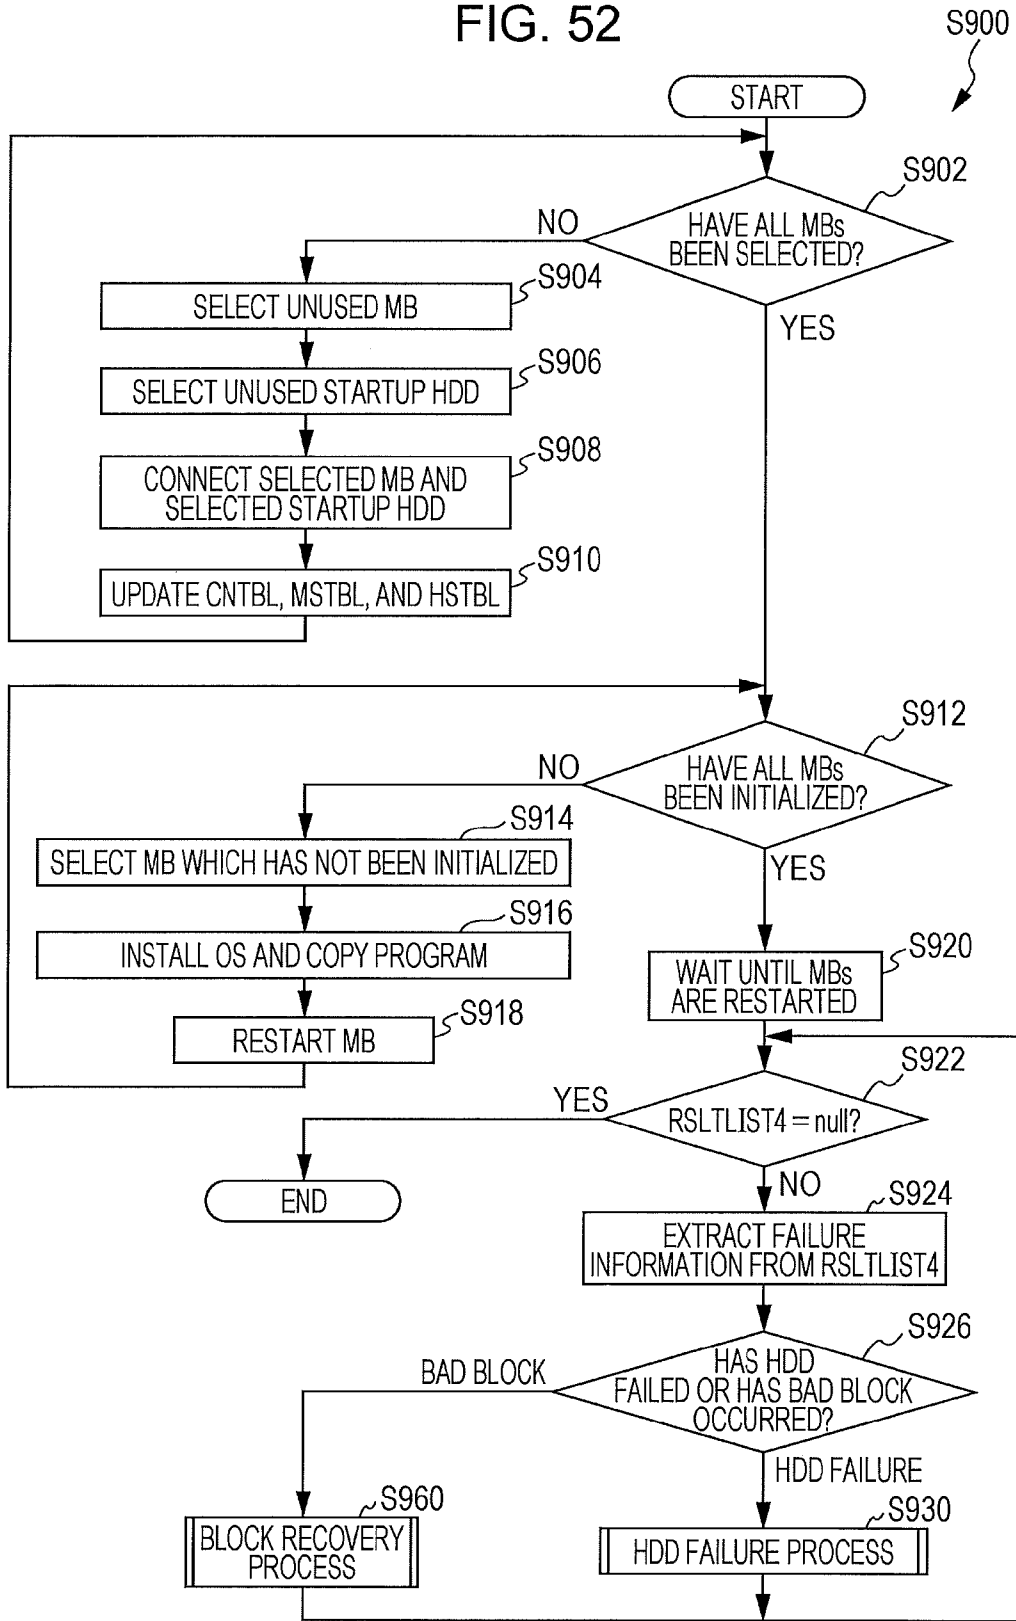 FIG. 52
S900
START
S902
HAVE ALL MBs
BEEN SELECTED?
NO
YES
S904
SELECT UNUSED MB
S906
SELECT UNUSED STARTUP HDD
S908
CONNECT SELECTED MB AND
SELECTED STARTUP HDD
S910
UPDATE CNTBL, MSTBL, AND HSTBL
S912
HAVE ALL MBs
BEEN INITIALIZED?
NO
YES
S914
SELECT MB WHICH HAS NOT BEEN INITIALIZED
S916
INSTALL OS AND COPY PROGRAM
S918
RESTART MB
S920
WAIT UNTIL MBs
ARE RESTARTED
S922
RSLTLIST4 = null?
YES
END
NO
S924
EXTRACT FAILURE
INFORMATION FROM RSLTLIST4
S926
HAS HDD
FAILED OR HAS BAD BLOCK
OCCURRED?
BAD BLOCK
HDD FAILURE
S960
BLOCK RECOVERY
PROCESS
S930
HDD FAILURE PROCESS